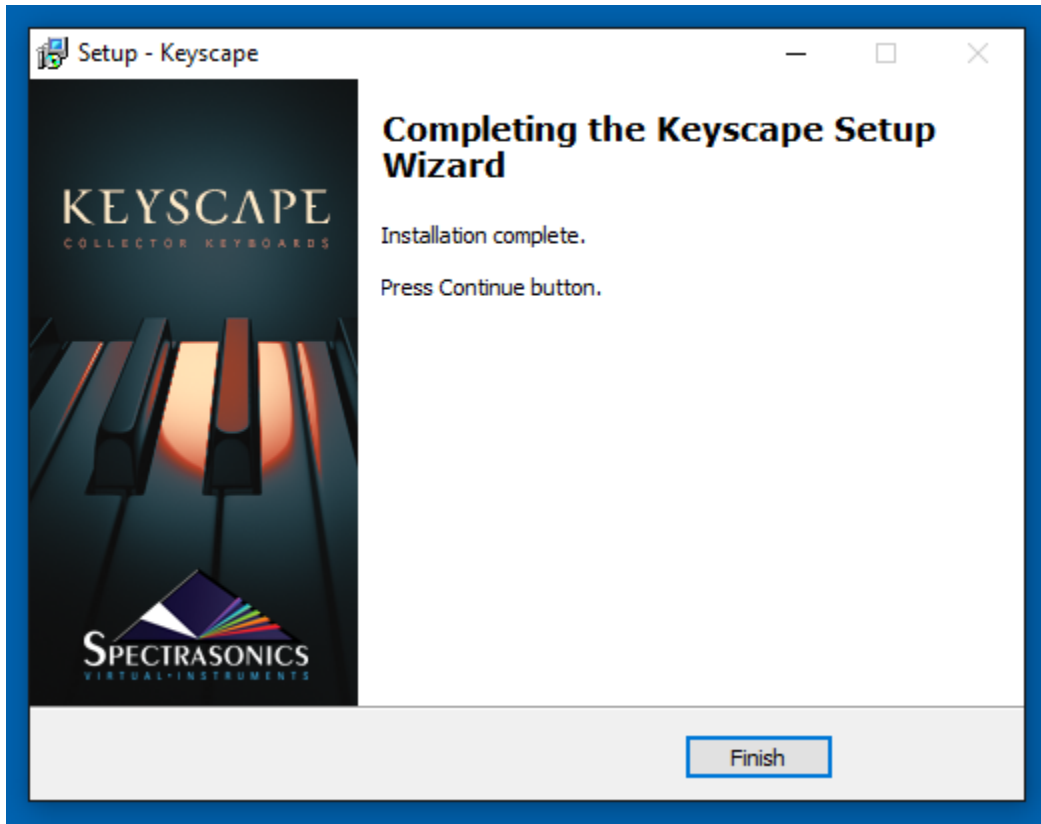 Setup - Keyscape
Completing the Keyscape Setup
Wizard
Installation complete.
Press Continue button.
KEYSCAPE
COLLECTOR KEYBOARDS
SPECTRASONICS
VIRTUAL•INSTRUMENTS
Finish